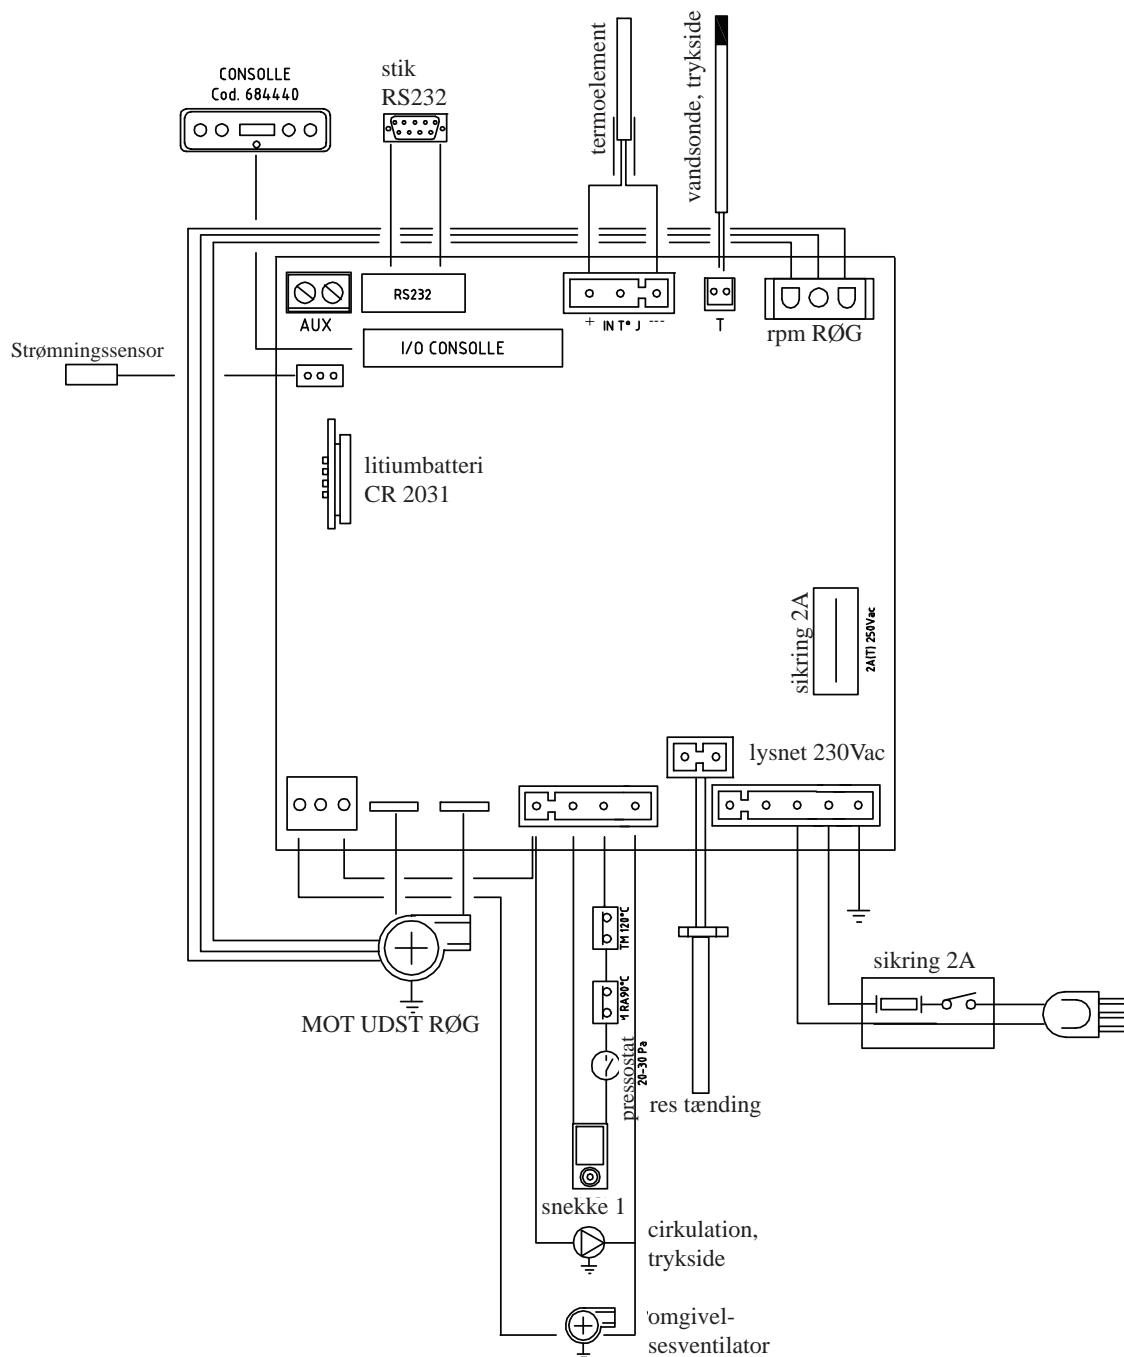 CONSOLLE
Cod. 684440
stik
RS232
termoelement
vandsonde, trykside
RS232
AUX
+ IN T° J ---
T
rpm RØG
I/O CONSOLLE
Strømningssensor
litiumbatteri
CR 2031
sikring 2A
2A(T) 250Vac
lysnet 230Vac
TM 120°C
RA90°C
pressostat
20-30 Pa
MOT UDST RØG
sikring 2A
res tænding
snekke 1
cirkulation,
trykside
omgivel-
sesventilator